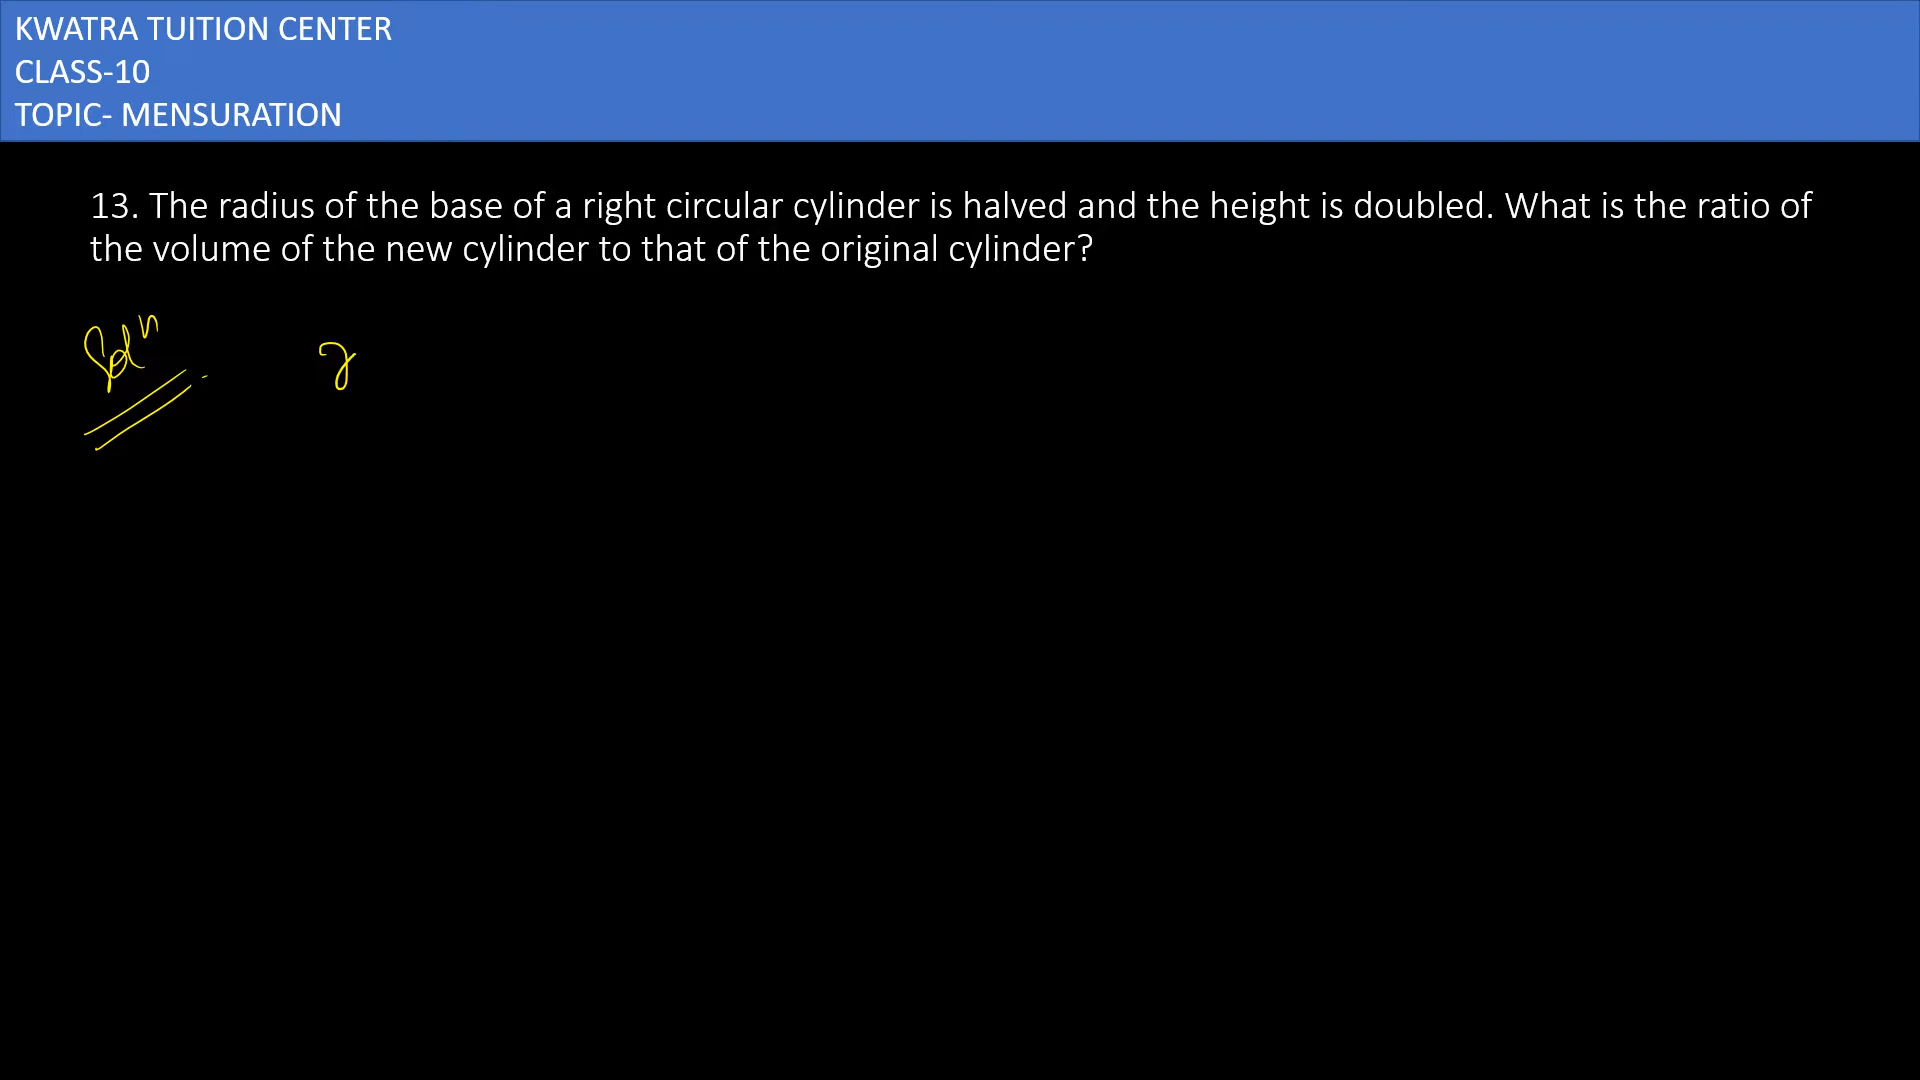 KWATRA TUITION CENTER
CLASS-10
TOPIC- MENSURATION
13. The radius of the base of a right circular cylinder is halved and the height is doubled. What is the ratio of
the volume of the new cylinder to that of the original cylinder?
Solⁿ